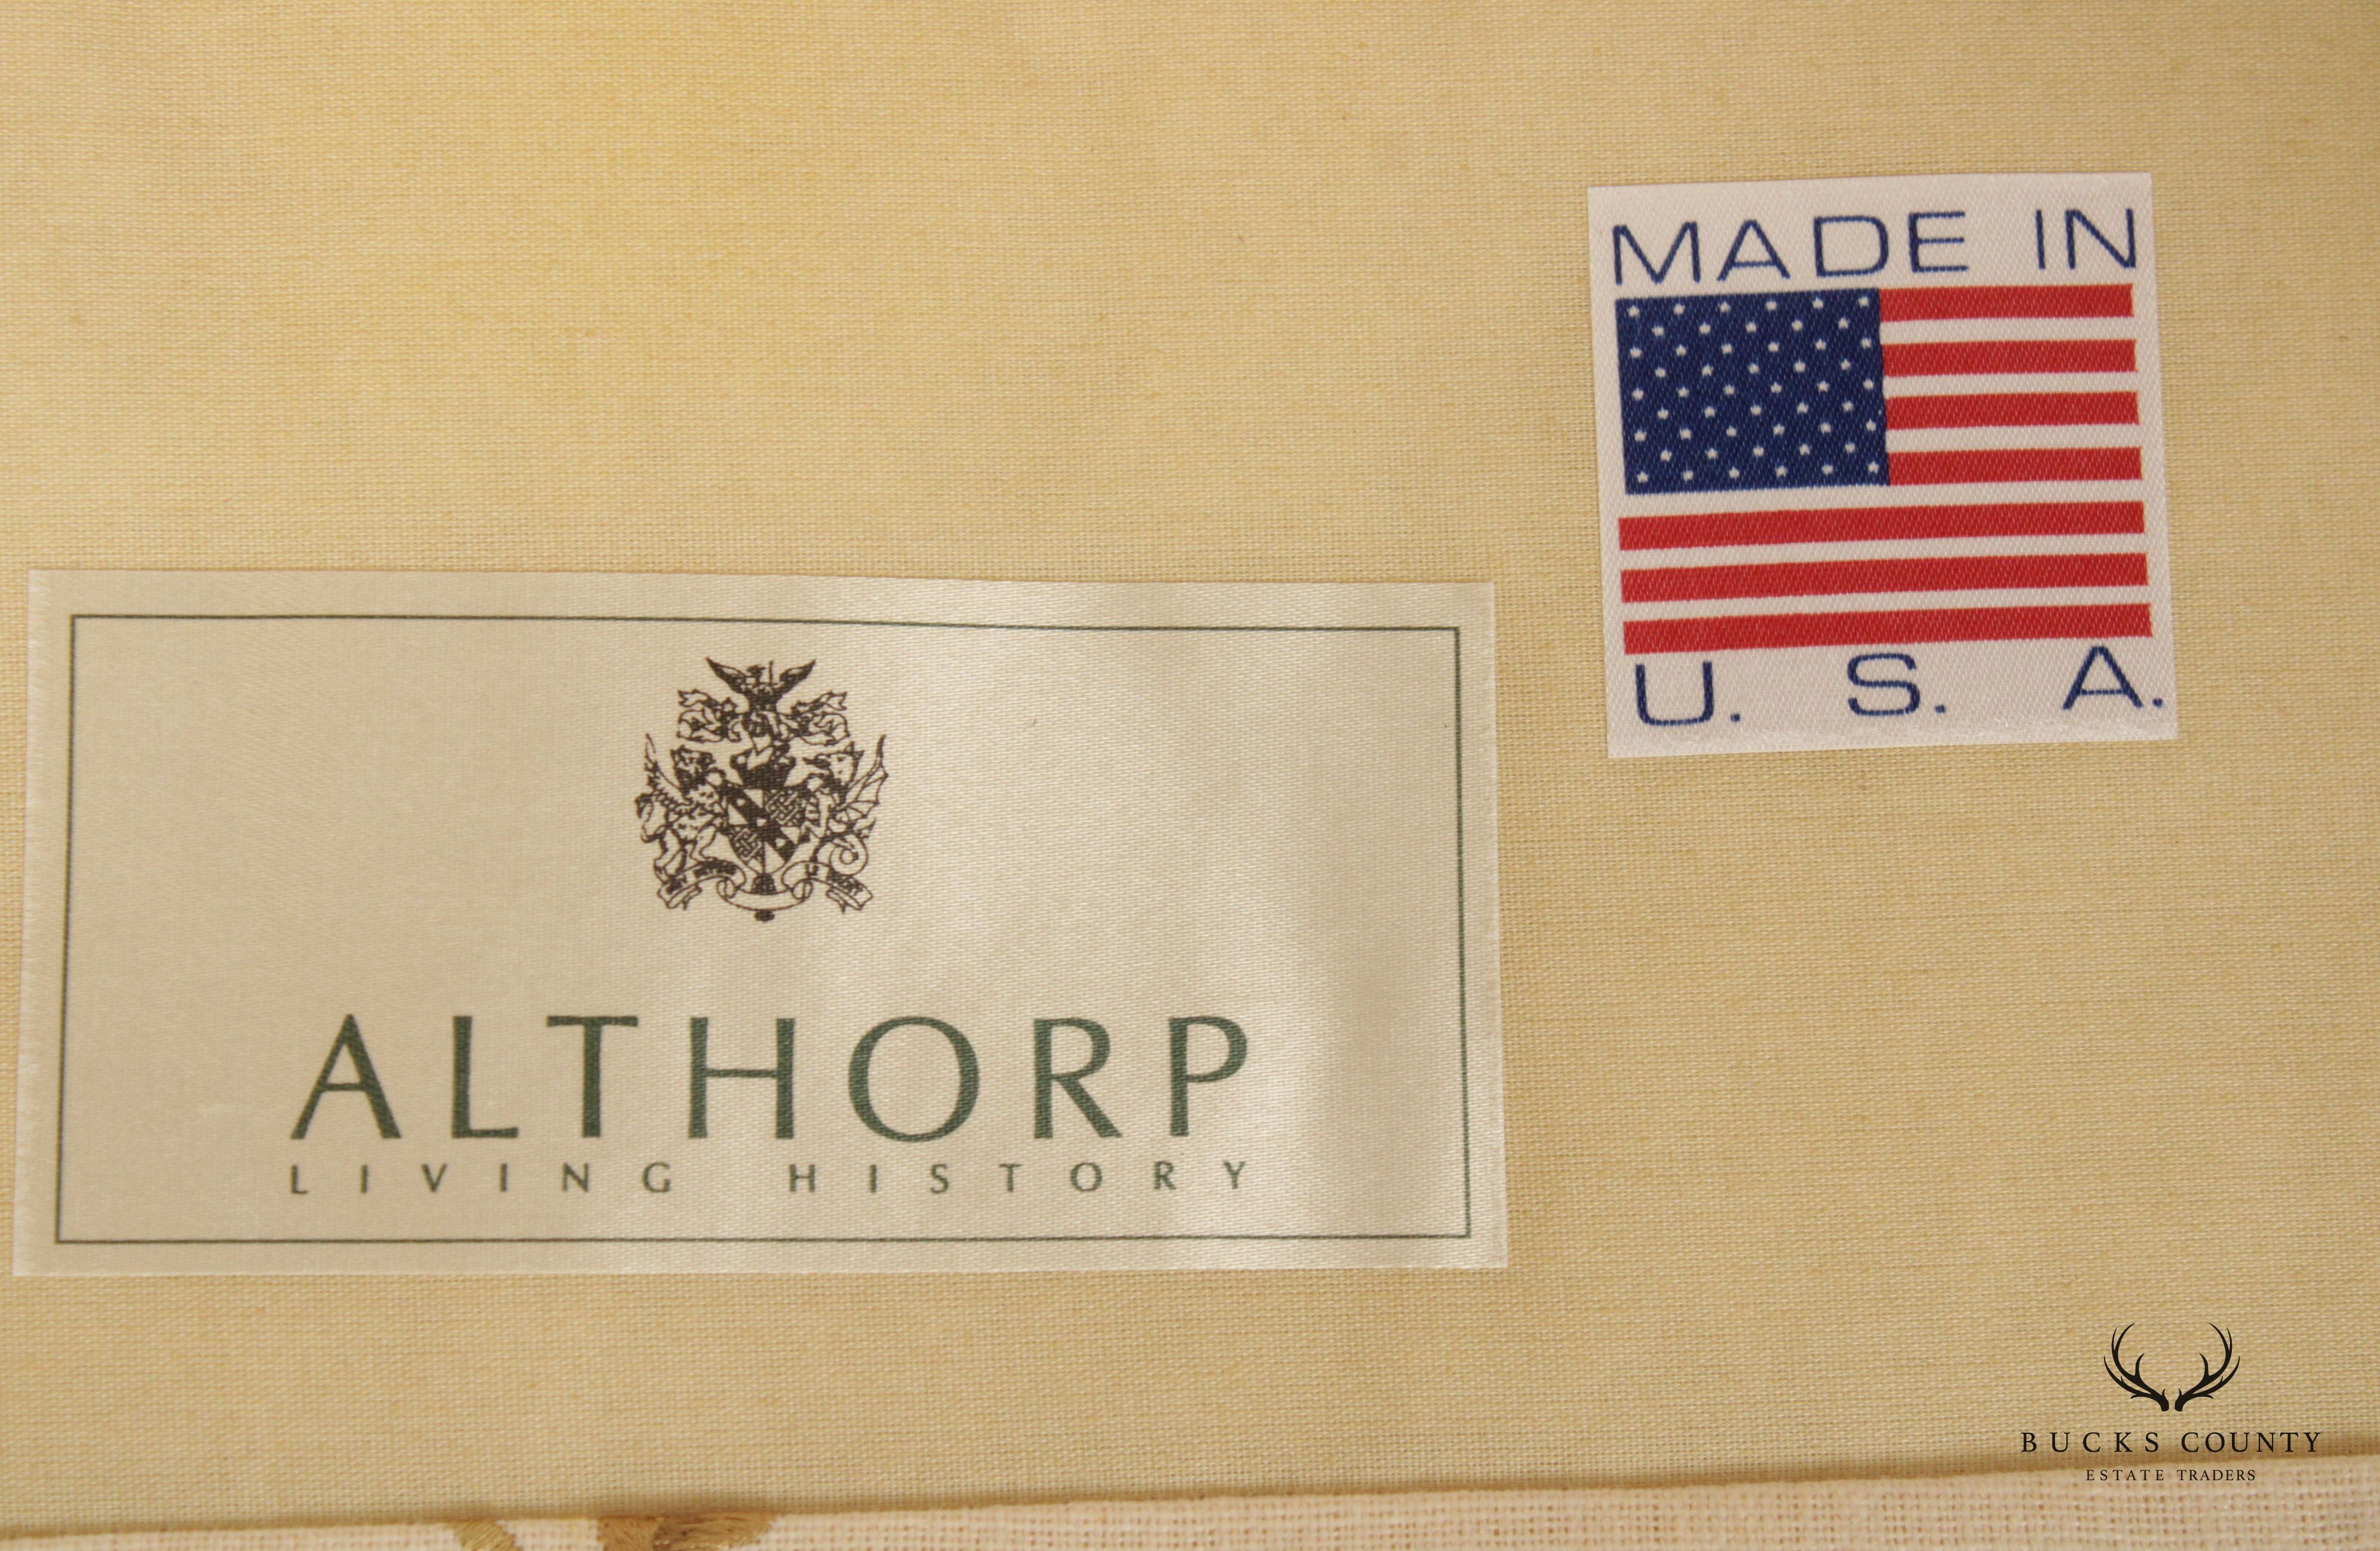 MADE IN
U. S. A.
ALTHORP
LIVING HISTORY
BUCKS COUNTY
ESTATE TRADERS